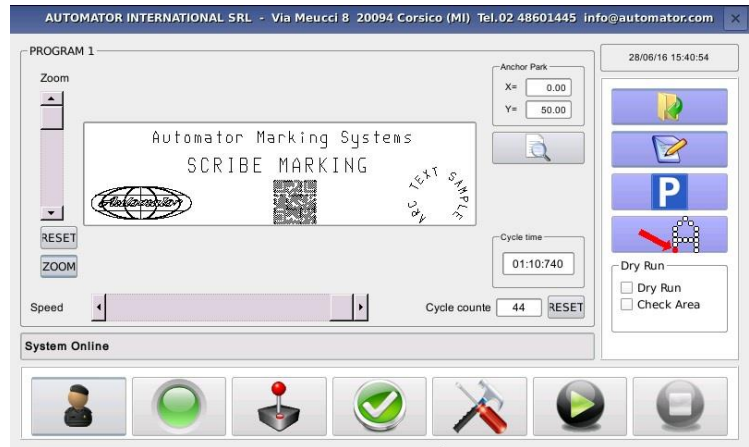 AUTOMATOR INTERNATIONAL SRL - Via Meucci 8 20094 Corsico (MI) Tel.02 48601445 info@automator.com
PROGRAM 1
28/06/16 15:40:54
Zoom
Anchor Park
X= 0.00
Y= 50.00
Automator Marking Systems
SCRIBE MARKING
ARC TEXT SAMPLE
Automator
RESET
ZOOM
Cycle time
01:10:740
P
A
Dry Run
Dry Run
Check Area
Speed
Cycle counte 44 RESET
System Online